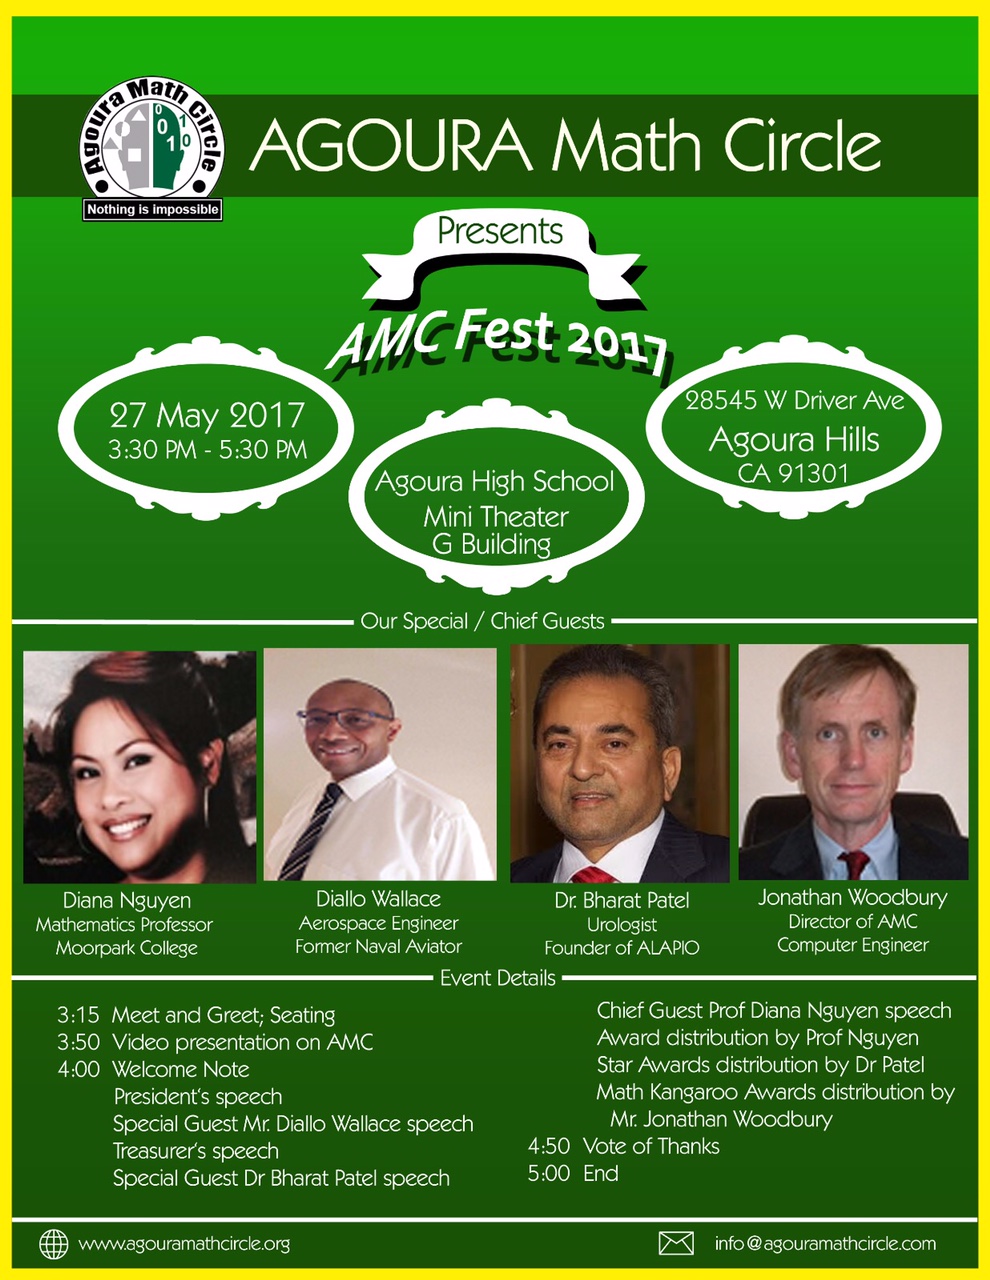 Agoura Math Circle
0
0 1
1 0
Nothing is impossible
AGOURA Math Circle
Presents
AMC Fest 2017
27 May 2017
3:30 PM - 5:30 PM
Agoura High School
Mini Theater
G Building
28545 W Driver Ave
Agoura Hills
CA 91301
Our Special / Chief Guests
Diana Nguyen
Mathematics Professor
Moorpark College
Diallo Wallace
Aerospace Engineer
Former Naval Aviator
Dr. Bharat Patel
Urologist
Founder of ALAPIO
Jonathan Woodbury
Director of AMC
Computer Engineer
Event Details
3:15 Meet and Greet; Seating
3:50 Video presentation on AMC
4:00 Welcome Note
President's speech
Special Guest Mr. Diallo Wallace speech
Treasurer's speech
Special Guest Dr Bharat Patel speech
Chief Guest Prof Diana Nguyen speech
Award distribution by Prof Nguyen
Star Awards distribution by Dr Patel
Math Kangaroo Awards distribution by
Mr. Jonathan Woodbury
4:50 Vote of Thanks
5:00 End
www.agouramathcircle.org
info@agouramathcircle.com